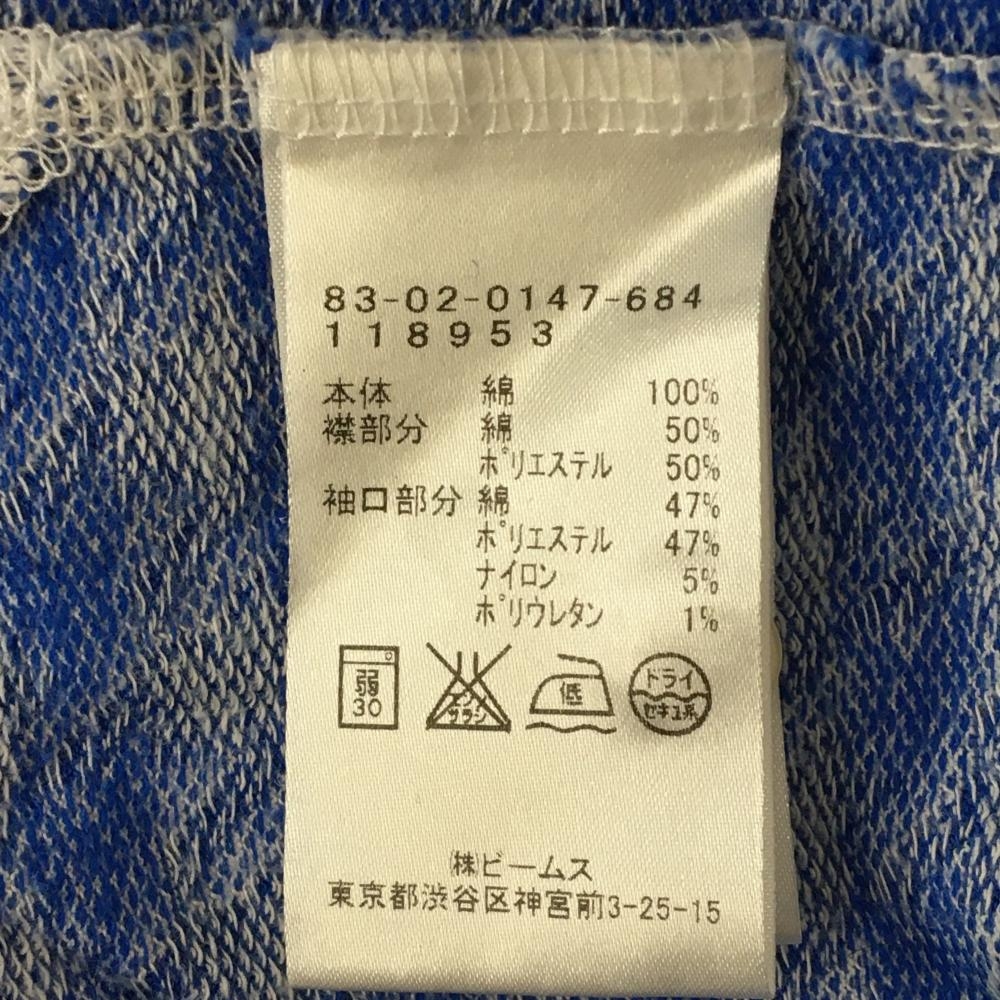 83-02-0147-684
118953
本体 綿 100%
襟部分 綿 50%
ポリエステル 50%
袖口部分 綿 47%
ポリエステル 47%
ナイロン 5%
ポリウレタン 1%
弱 30
エンソ サラシ
低
ドライ セキユ系
㈱ビームス
東京都渋谷区神宮前3-25-15